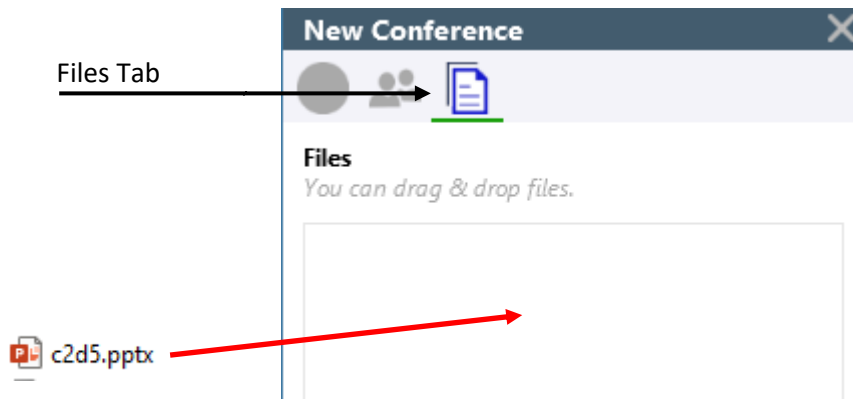 New Conference
Files Tab
Files
You can drag & drop files.
c2d5.pptx